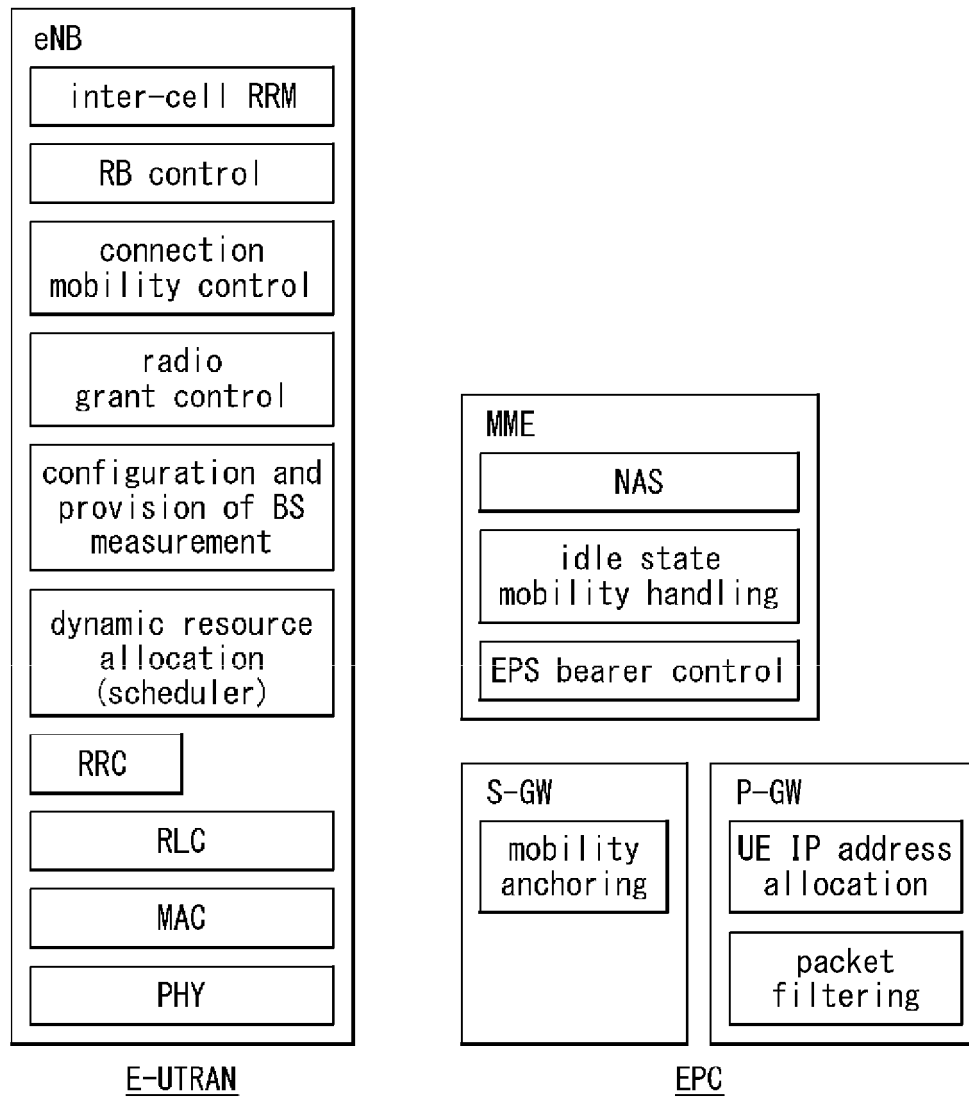 eNB
inter-cell RRM
RB control
connection
mobility control
radio
grant control
configuration and
provision of BS
measurement
dynamic resource
allocation
(scheduler)
RRC
RLC
MAC
PHY
E-UTRAN
MME
NAS
idle state
mobility handling
EPS bearer control
S-GW
mobility
anchoring
P-GW
UE IP address
allocation
packet
filtering
EPC